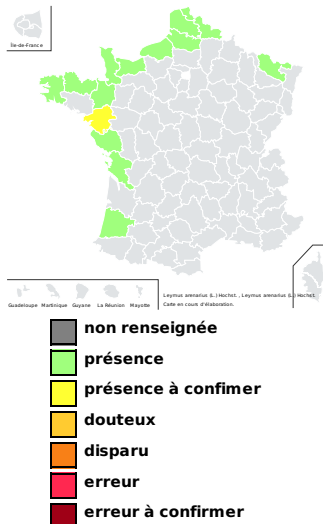 Île-de-France
Guadeloupe Martinique Guyane La Réunion Mayotte
Leymus arenarius (L.) Hochst. , Leymus arenarius (L.) Hochst.
Carte en cours d'élaboration.
non renseignée
présence
présence à confimer
douteux
disparu
erreur
erreur à confirmer